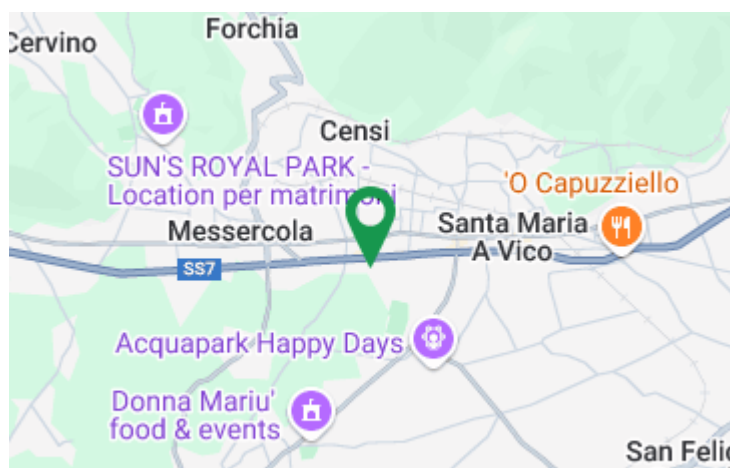 Forchia
Cervino
Censi
SUN'S ROYAL PARK -
Location per matrimoni
'O Capuzziello
Messercola
Santa Maria
A Vico
SS7
Acquapark Happy Days
Donna Mariu'
food & events
San Felic